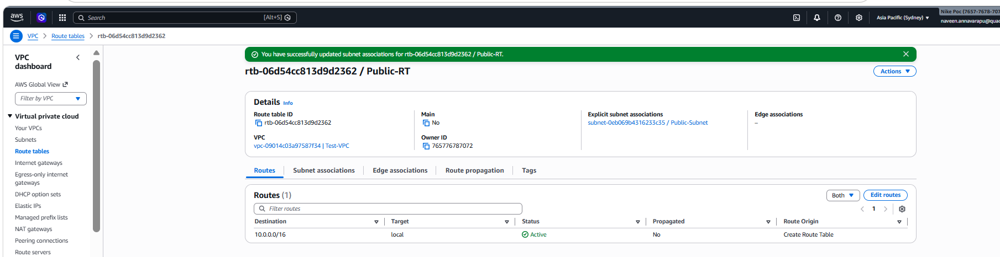 aws
Search
[Alt+S]
Asia Pacific (Sydney)
Nike Poc (7657-7678-707
naveen.annavarapu@quad
VPC
Route tables
rtb-06d54cc813d9d2362
VPC dashboard
AWS Global View
Filter by VPC
Virtual private cloud
Your VPCs
Subnets
Route tables
Internet gateways
Egress-only internet gateways
DHCP option sets
Elastic IPs
Managed prefix lists
NAT gateways
Peering connections
Route servers
You have successfully updated subnet associations for rtb-06d54cc813d9d2362 / Public-RT.
rtb-06d54cc813d9d2362 / Public-RT
Actions
Details Info
Route table ID
rtb-06d54cc813d9d2362
Main
No
Explicit subnet associations
subnet-0eb069b4316233c35 / Public-Subnet
Edge associations
–
VPC
vpc-09014c03a97587f34 | Test-VPC
Owner ID
765776787072
Routes
Subnet associations
Edge associations
Route propagation
Tags
Routes (1)
Both
Edit routes
Filter routes
1
Destination
Target
Status
Propagated
Route Origin
10.0.0.0/16
local
Active
No
Create Route Table